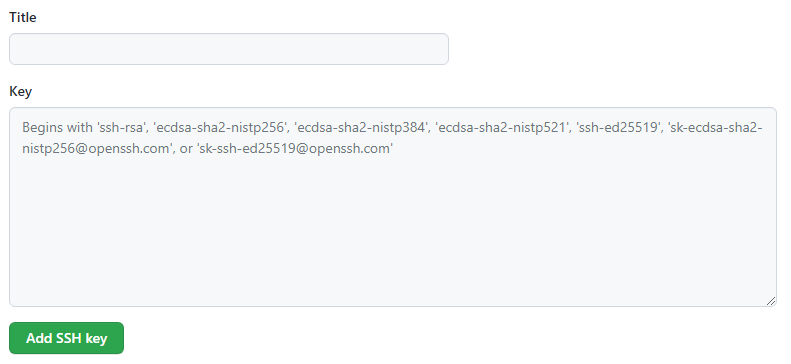 Title
Key
Begins with 'ssh-rsa', 'ecdsa-sha2-nistp256', 'ecdsa-sha2-nistp384', 'ecdsa-sha2-nistp521', 'ssh-ed25519', 'sk-ecdsa-sha2-
nistp256@openssh.com', or 'sk-ssh-ed25519@openssh.com'
Add SSH key